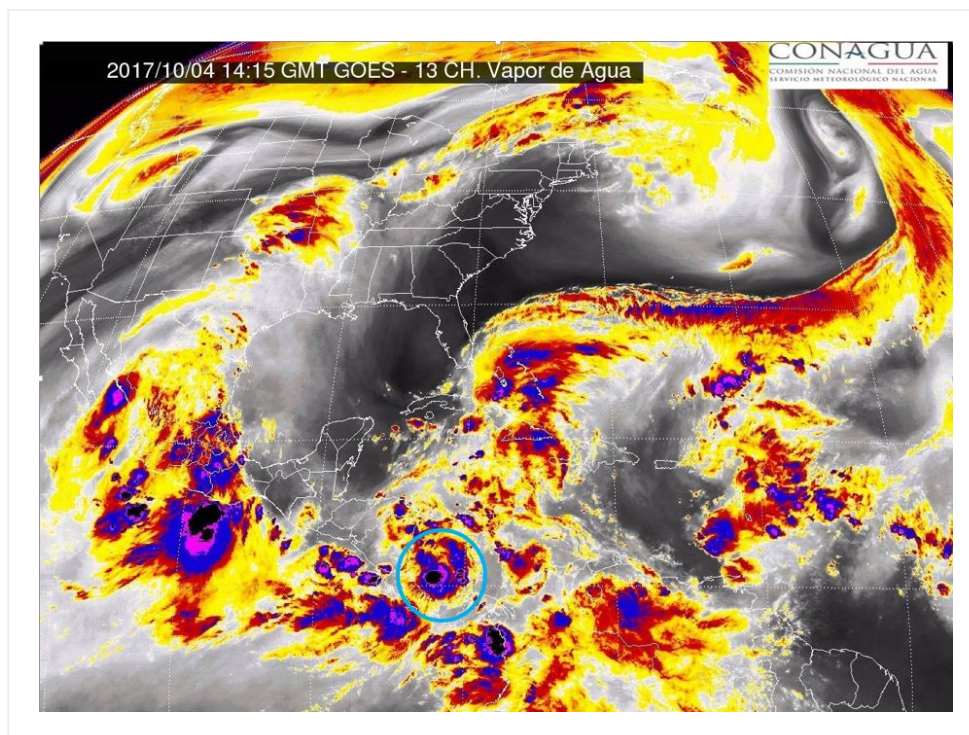 2017/10/04 14:15 GMT GOES - 13 CH. Vapor de Agua
CONAGUA
COMISIÓN NACIONAL DEL AGUA
SERVICIO METEOROLÓGICO NACIONAL